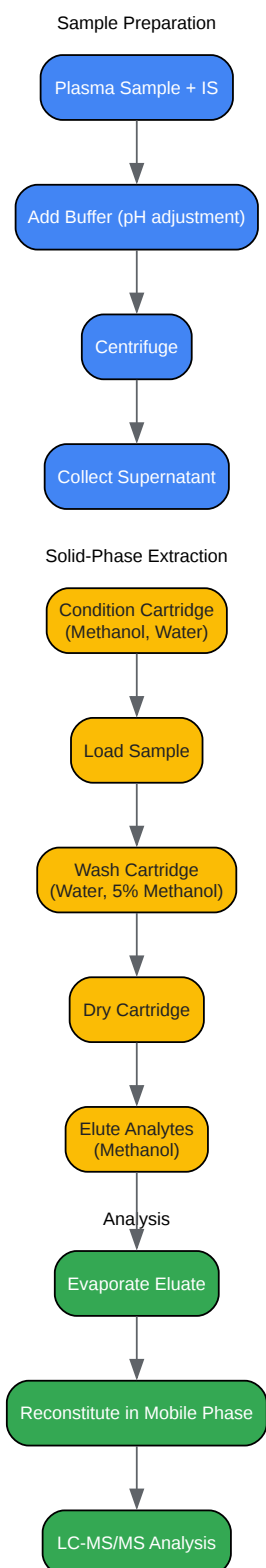 Sample Preparation
Plasma Sample + IS
Add Buffer (pH adjustment)
Centrifuge
Collect Supernatant
Solid-Phase Extraction
Condition Cartridge
(Methanol, Water)
Load Sample
Wash Cartridge
(Water, 5% Methanol)
Dry Cartridge
Elute Analytes
(Methanol)
Analysis
Evaporate Eluate
Reconstitute in Mobile Phase
LC-MS/MS Analysis